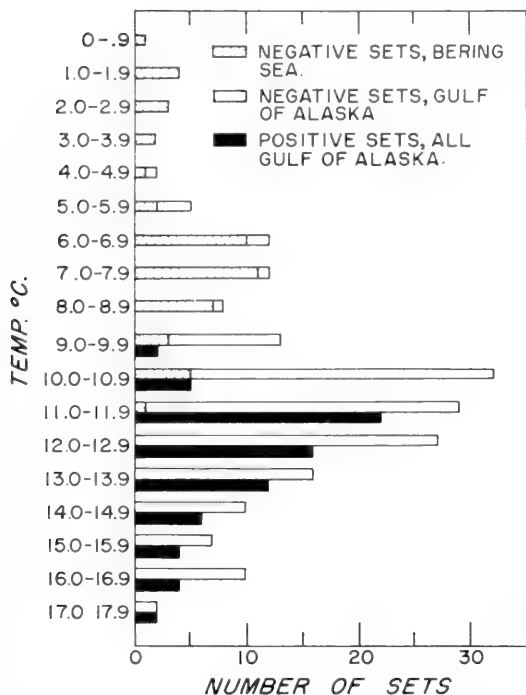 0-.9
1.0-1.9
2.0-2.9
3.0-3.9
4.0-4.9
5.0-5.9
6.0-6.9
7.0-7.9
8.0-8.9
9.0-9.9
10.0-10.9
11.0-11.9
12.0-12.9
13.0-13.9
14.0-14.9
15.0-15.9
16.0-16.9
17.0 17.9
TEMP. °C.
NEGATIVE SETS, BERING
SEA.
NEGATIVE SETS, GULF
OF ALASKA
POSITIVE SETS, ALL
GULF OF ALASKA.
0
10
20
30
NUMBER OF SETS